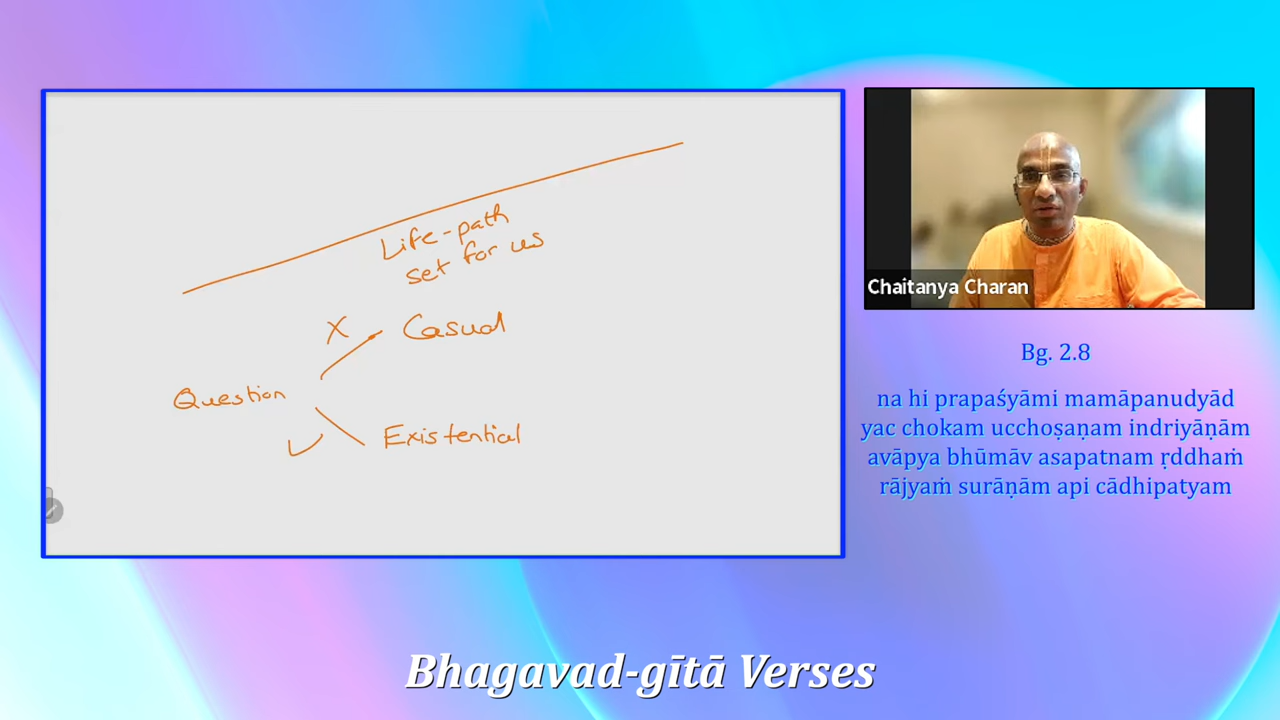 Life-path
set for us
X Casual
Question
Existential
Chaitanya Charan
Bg. 2.8
na hi prapaśyāmi mamāpanudyād
yac chokam ucchoṣaṇam indriyāṇām
avāpya bhūmāv asapatnam ṛddhaṁ
rājyaṁ surāṇām api cādhipatyam
Bhagavad-gītā Verses